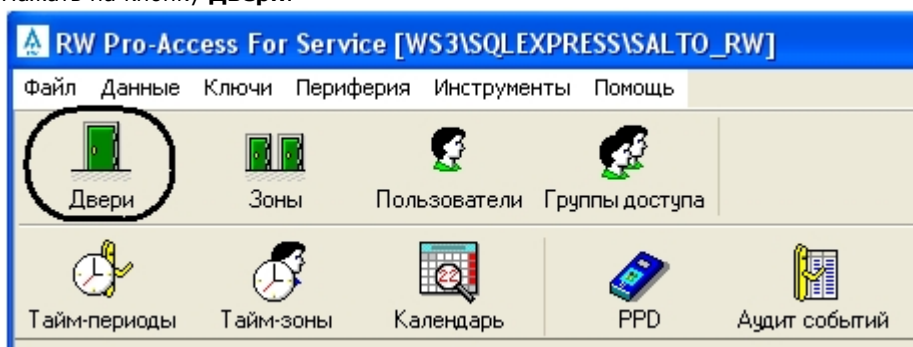 Нажать на кнопку Двери.
RW Pro-Access For Service [WS3\SQLEXPRESS\SALTO_RW]
Файл Данные Ключи Периферия Инструменты Помощь
Двери Зоны Пользователи Группы доступа
Тайм-периоды Тайм-зоны Календарь PPD Аудит событий